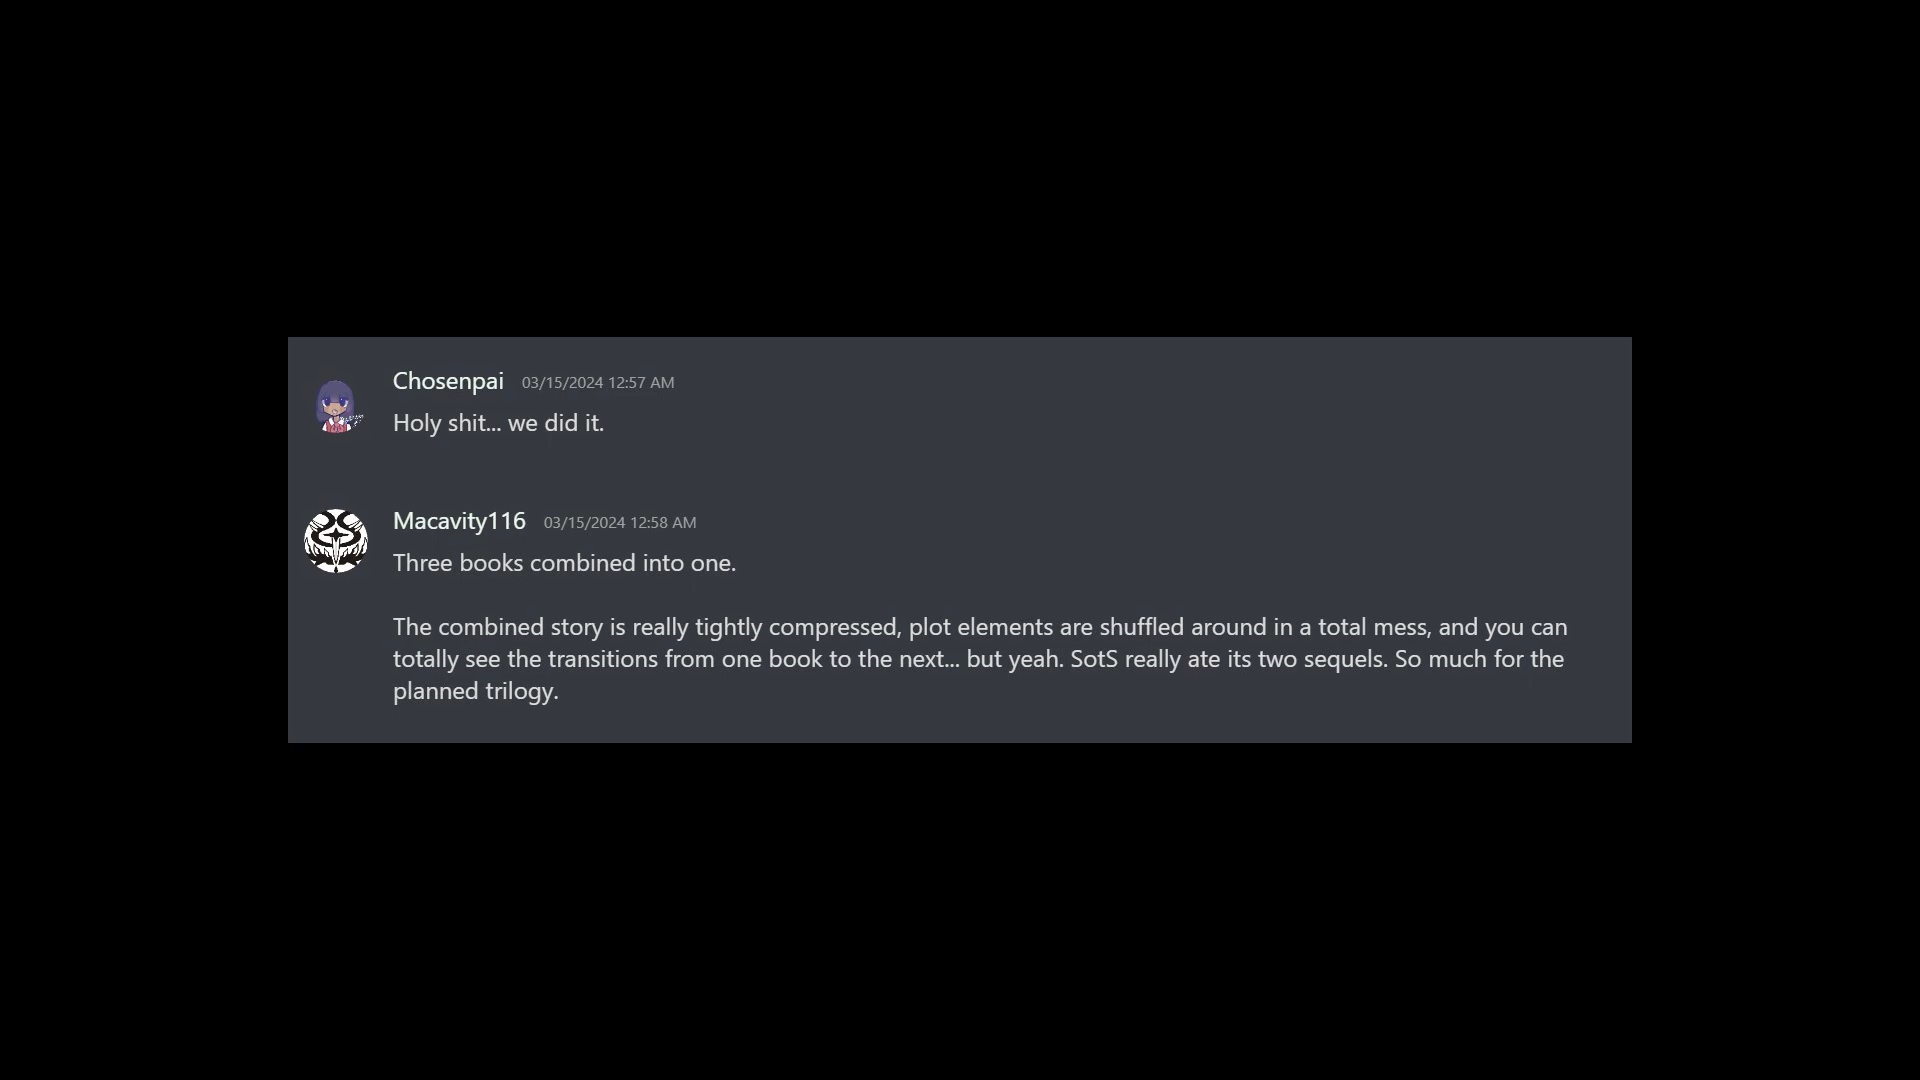 Chosenpai 03/15/2024 12:57 AM
Holy shit... we did it.
Macavity116 03/15/2024 12:58 AM
Three books combined into one.
The combined story is really tightly compressed, plot elements are shuffled around in a total mess, and you can
totally see the transitions from one book to the next... but yeah. SotS really ate its two sequels. So much for the
planned trilogy.